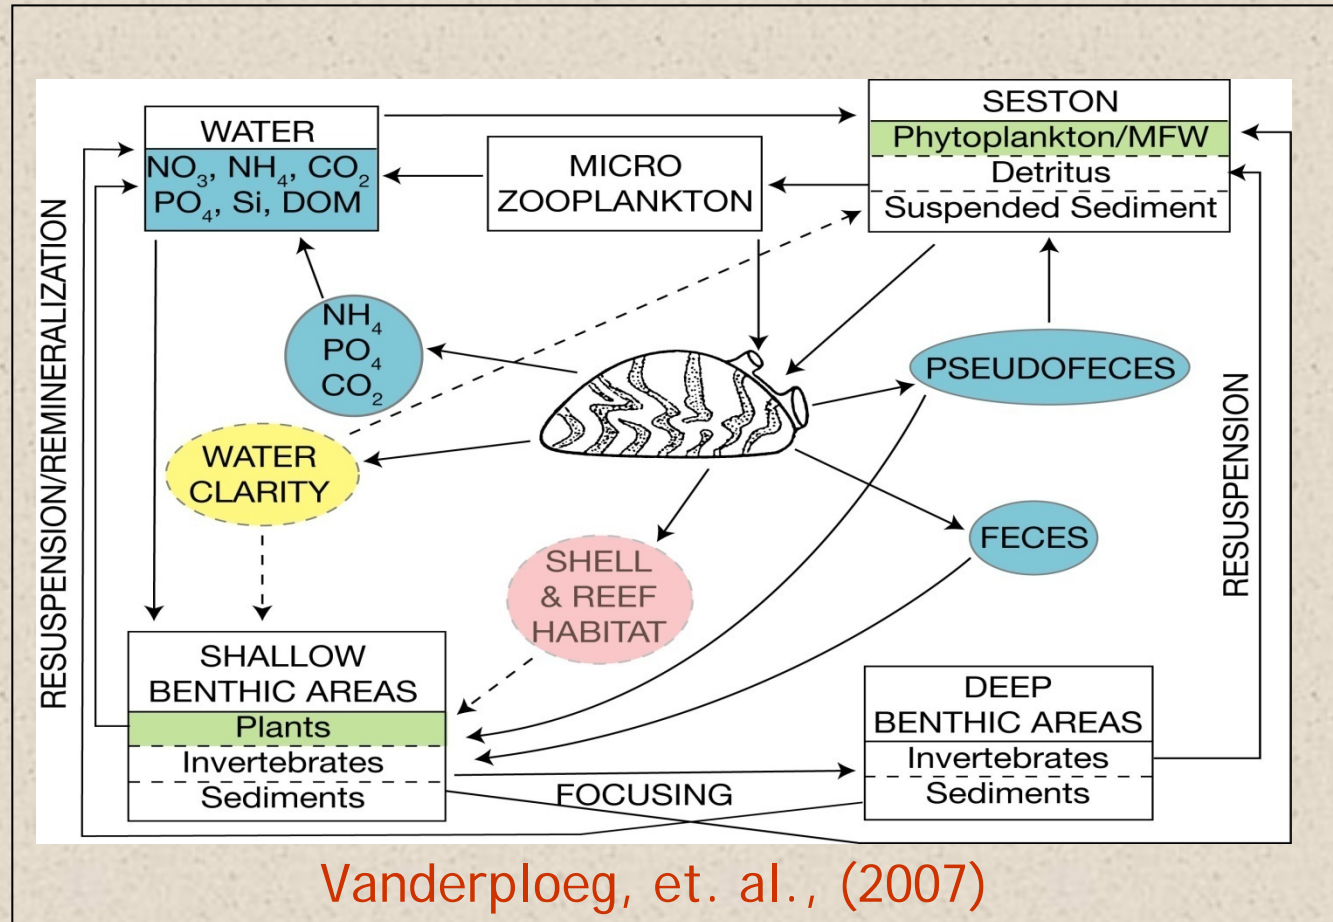 WATER
NO₃, NH₄, CO₂
PO₄, Si, DOM
MICRO
ZOOPLANKTON
SESTON
Phytoplankton/MFW
Detritus
Suspended Sediment
RESUSPENSION/REMINERALIZATION
NH₄
PO₄
CO₂
PSEUDOFECES
WATER
CLARITY
FECES
SHELL
& REEF
HABITAT
RESUSPENSION
SHALLOW
BENTHIC AREAS
Plants
Invertebrates
Sediments
FOCUSING
DEEP
BENTHIC AREAS
Invertebrates
Sediments
Vanderploeg, et. al., (2007)